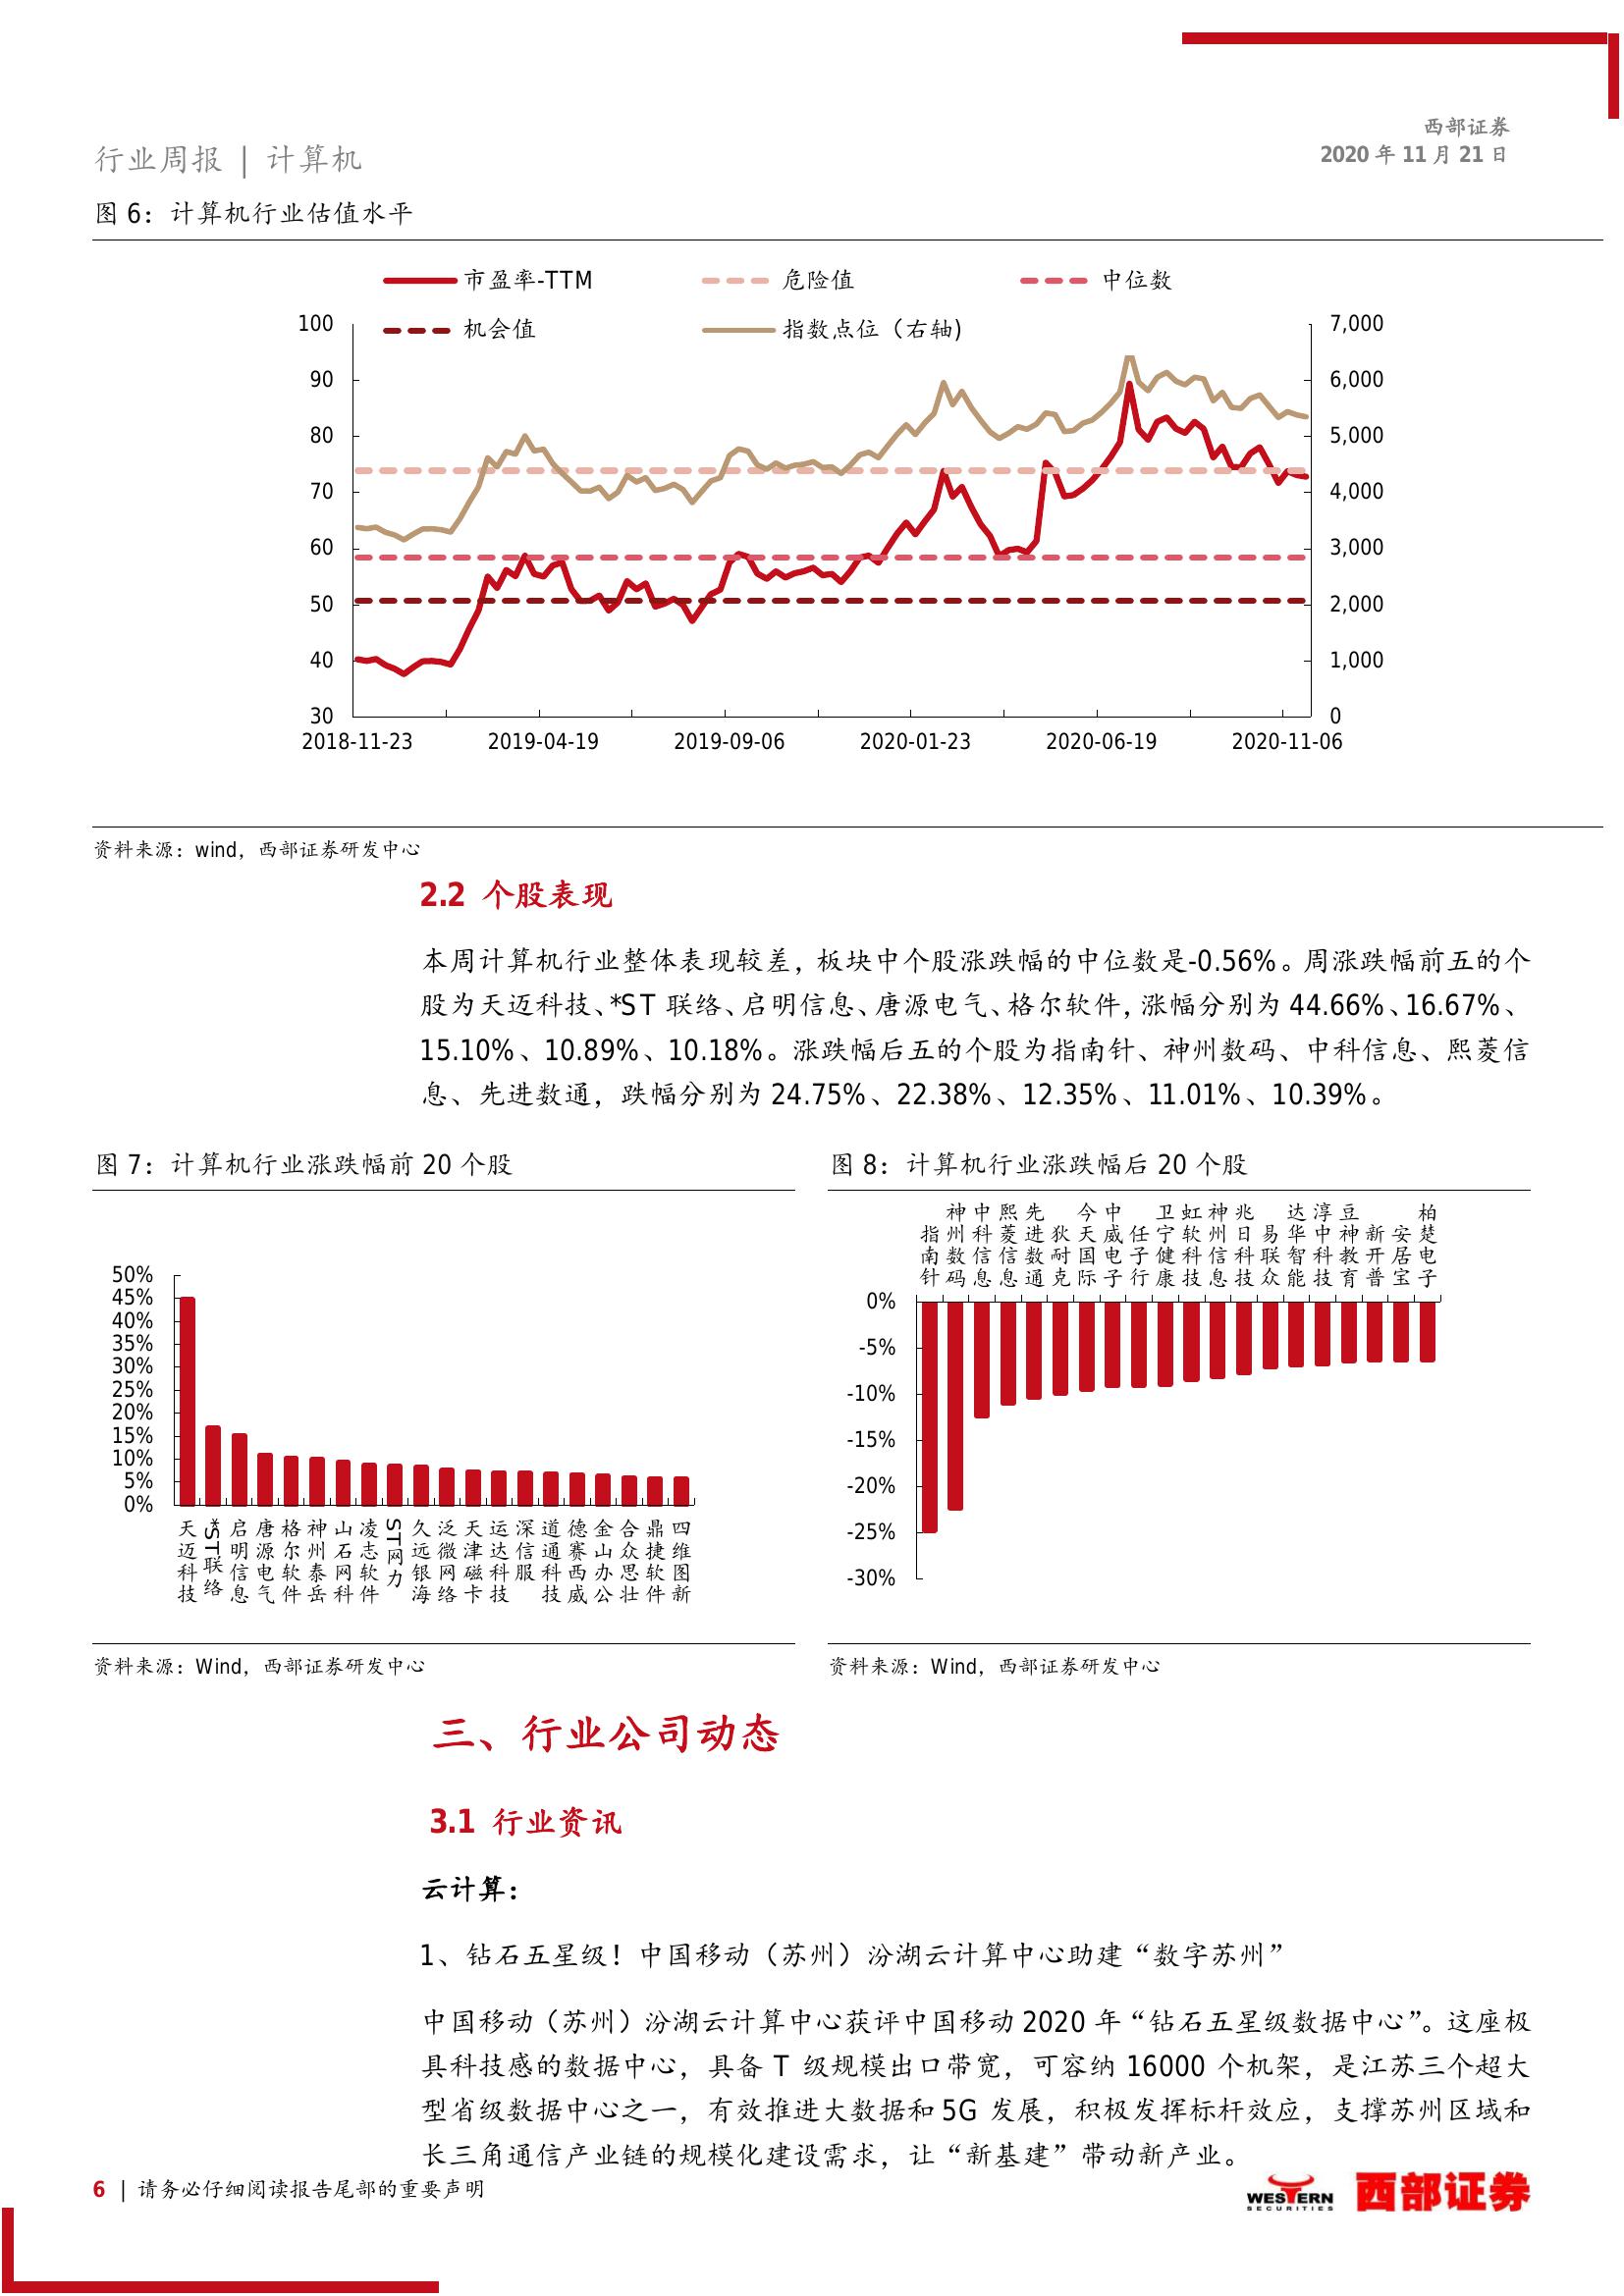 西部证券
2020 年 11 月 21 日
行业周报 | 计算机
图 6：计算机行业估值水平
市盈率-TTM
危险值
中位数
机会值
指数点位（右轴）
100
90
80
70
60
50
40
30
7,000
6,000
5,000
4,000
3,000
2,000
1,000
0
2018-11-23
2019-04-19
2019-09-06
2020-01-23
2020-06-19
2020-11-06
资料来源：wind，西部证券研发中心
2.2 个股表现
本周计算机行业整体表现较差，板块中个股涨跌幅的中位数是-0.56%。周涨跌幅前五的个
股为天迈科技、*ST 联络、启明信息、唐源电气、格尔软件，涨幅分别为 44.66%、16.67%、
15.10%、10.89%、10.18%。涨跌幅后五的个股为指南针、神州数码、中科信息、熙菱信
息、先进数通，跌幅分别为 24.75%、22.38%、12.35%、11.01%、10.39%。
图 7：计算机行业涨跌幅前 20 个股
50%
45%
40%
35%
30%
25%
20%
15%
10%
5%
0%
天迈科技
*ST联络
启明信息
唐源电气
格尔软件
神州泰岳
山石网科
凌志软件
ST网力
久远银海
泛微网络
天津磁卡
运达科技
深信服
道通科技
德赛西威
金山办公
合众思壮
鼎捷软件
四维图新
资料来源：Wind，西部证券研发中心
图 8：计算机行业涨跌幅后 20 个股
指南针
神州数码
中科信息
熙菱信息
先进数通
狄耐克
今天国际
中威电子
任子行
卫宁健康
虹软科技
神州信息
兆日科技
易联众
达华智能
淳中科技
豆神教育
新开普
安居宝
柏楚电子
0%
-5%
-10%
-15%
-20%
-25%
-30%
资料来源：Wind，西部证券研发中心
三、行业公司动态
3.1 行业资讯
云计算：
1、钻石五星级！中国移动（苏州）汾湖云计算中心助建“数字苏州”
中国移动（苏州）汾湖云计算中心获评中国移动 2020 年“钻石五星级数据中心”。这座极
具科技感的数据中心，具备 T 级规模出口带宽，可容纳 16000 个机架，是江苏三个超大
型省级数据中心之一，有效推进大数据和 5G 发展，积极发挥标杆效应，支撑苏州区域和
长三角通信产业链的规模化建设需求，让“新基建”带动新产业。
6 | 请务必仔细阅读报告尾部的重要声明
WESTERN
SECURITIES
西部证券